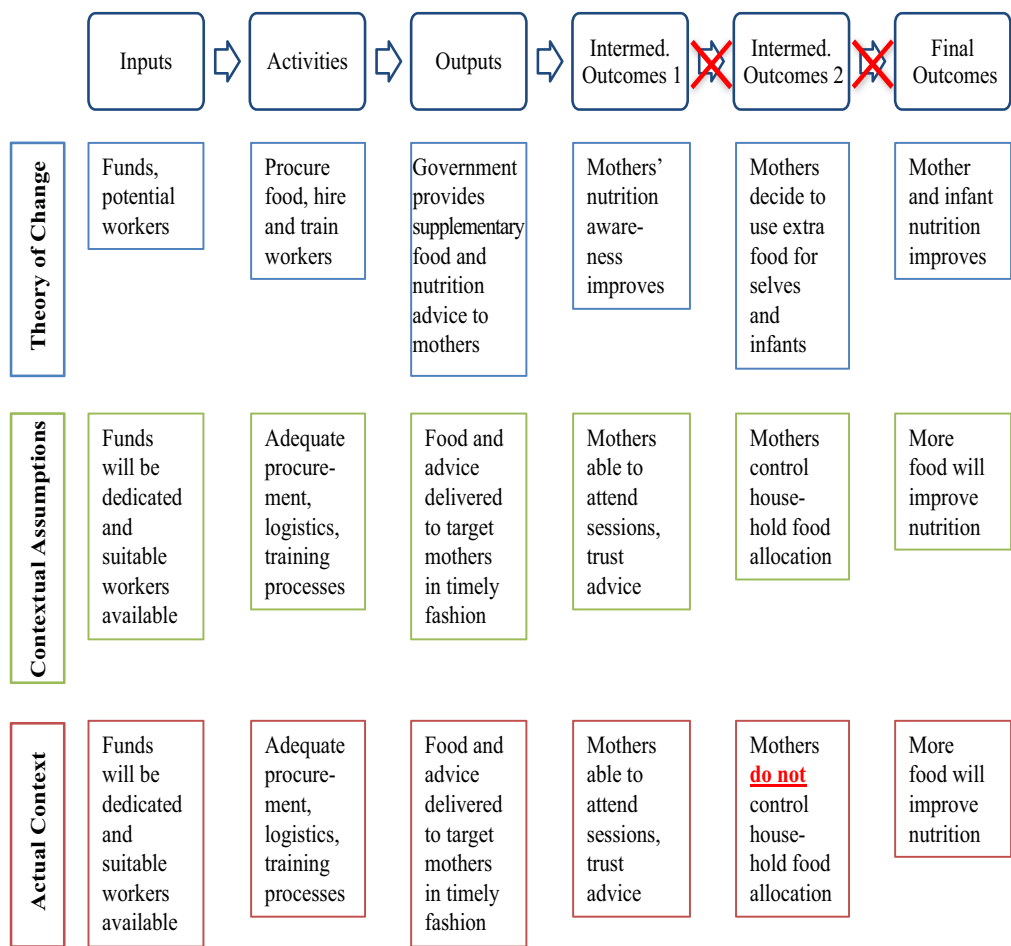 Inputs
Activities
Outputs
Intermed.
Outcomes 1
Intermed.
Outcomes 2
Final
Outcomes
Theory of Change
Funds,
potential
workers
Procure
food, hire
and train
workers
Government
provides
supplementary
food and
nutrition
advice to
mothers
Mothers’
nutrition
aware-
ness
improves
Mothers
decide to
use extra
food for
selves
and
infants
Mother
and infant
nutrition
improves
Contextual Assumptions
Funds
will be
dedicated
and
suitable
workers
available
Adequate
procure-
ment,
logistics,
training
processes
Food and
advice
delivered
to target
mothers
in timely
fashion
Mothers
able to
attend
sessions,
trust
advice
Mothers
control
house-
hold food
allocation
More
food will
improve
nutrition
Actual Context
Funds
will be
dedicated
and
suitable
workers
available
Adequate
procure-
ment,
logistics,
training
processes
Food and
advice
delivered
to target
mothers
in timely
fashion
Mothers
able to
attend
sessions,
trust
advice
Mothers
do not
control
house-
hold food
allocation
More
food will
improve
nutrition